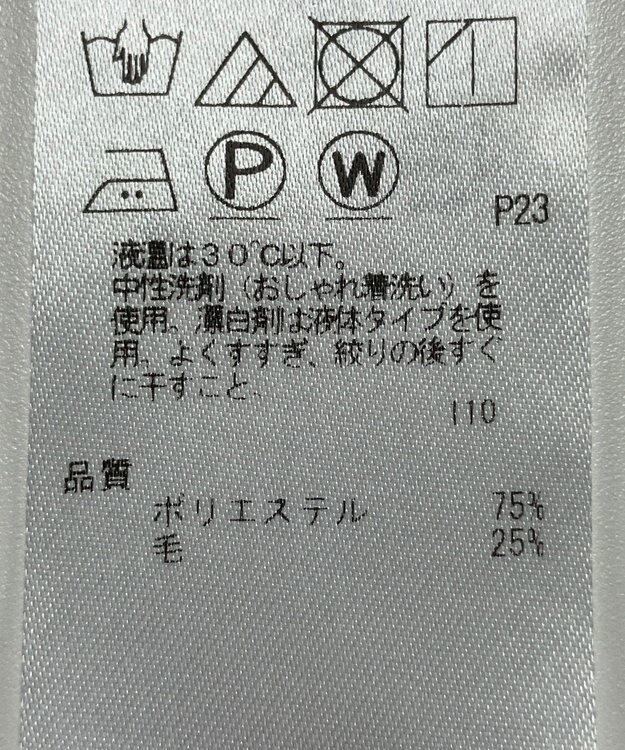 P W
P23
液温は30℃以下。
中性洗剤（おしゃれ着洗い）を
使用。漂白剤は液体タイプを使
用。よくすすぎ、絞りの後すぐ
に干すこと。
110
品質
ポリエステル 75%
毛 25%